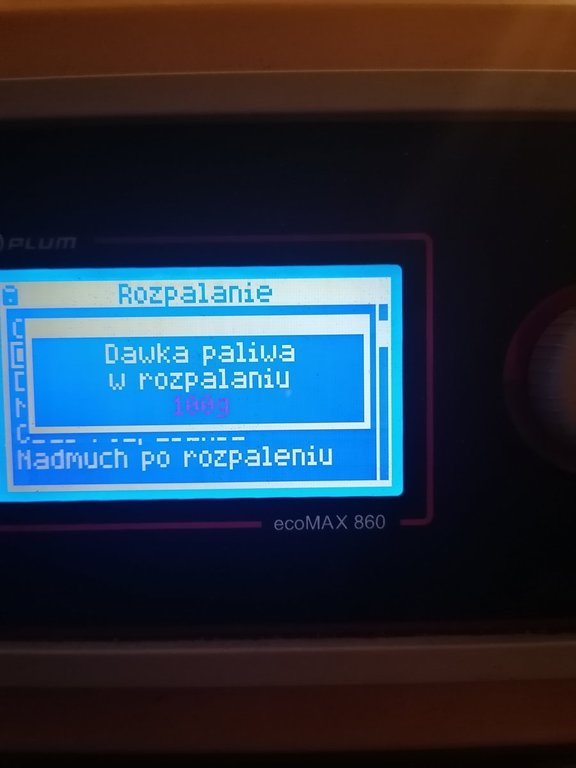 PLUM
Rozpalanie
Dawka paliwa
w rozpalaniu
100g
Nadmuch po rozpaleniu
ecoMAX 860